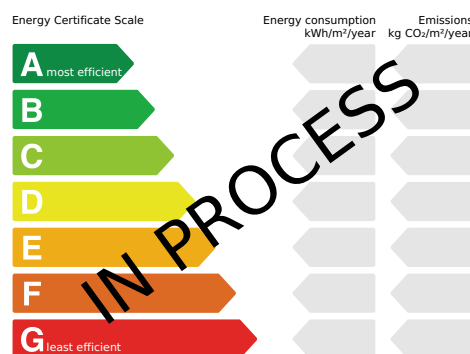 Energy Certificate Scale
Energy consumption
kWh/m²/year
Emissions
kg CO₂/m²/year
A most efficient
B
C
D
E
F
G least efficient
IN PROCESS